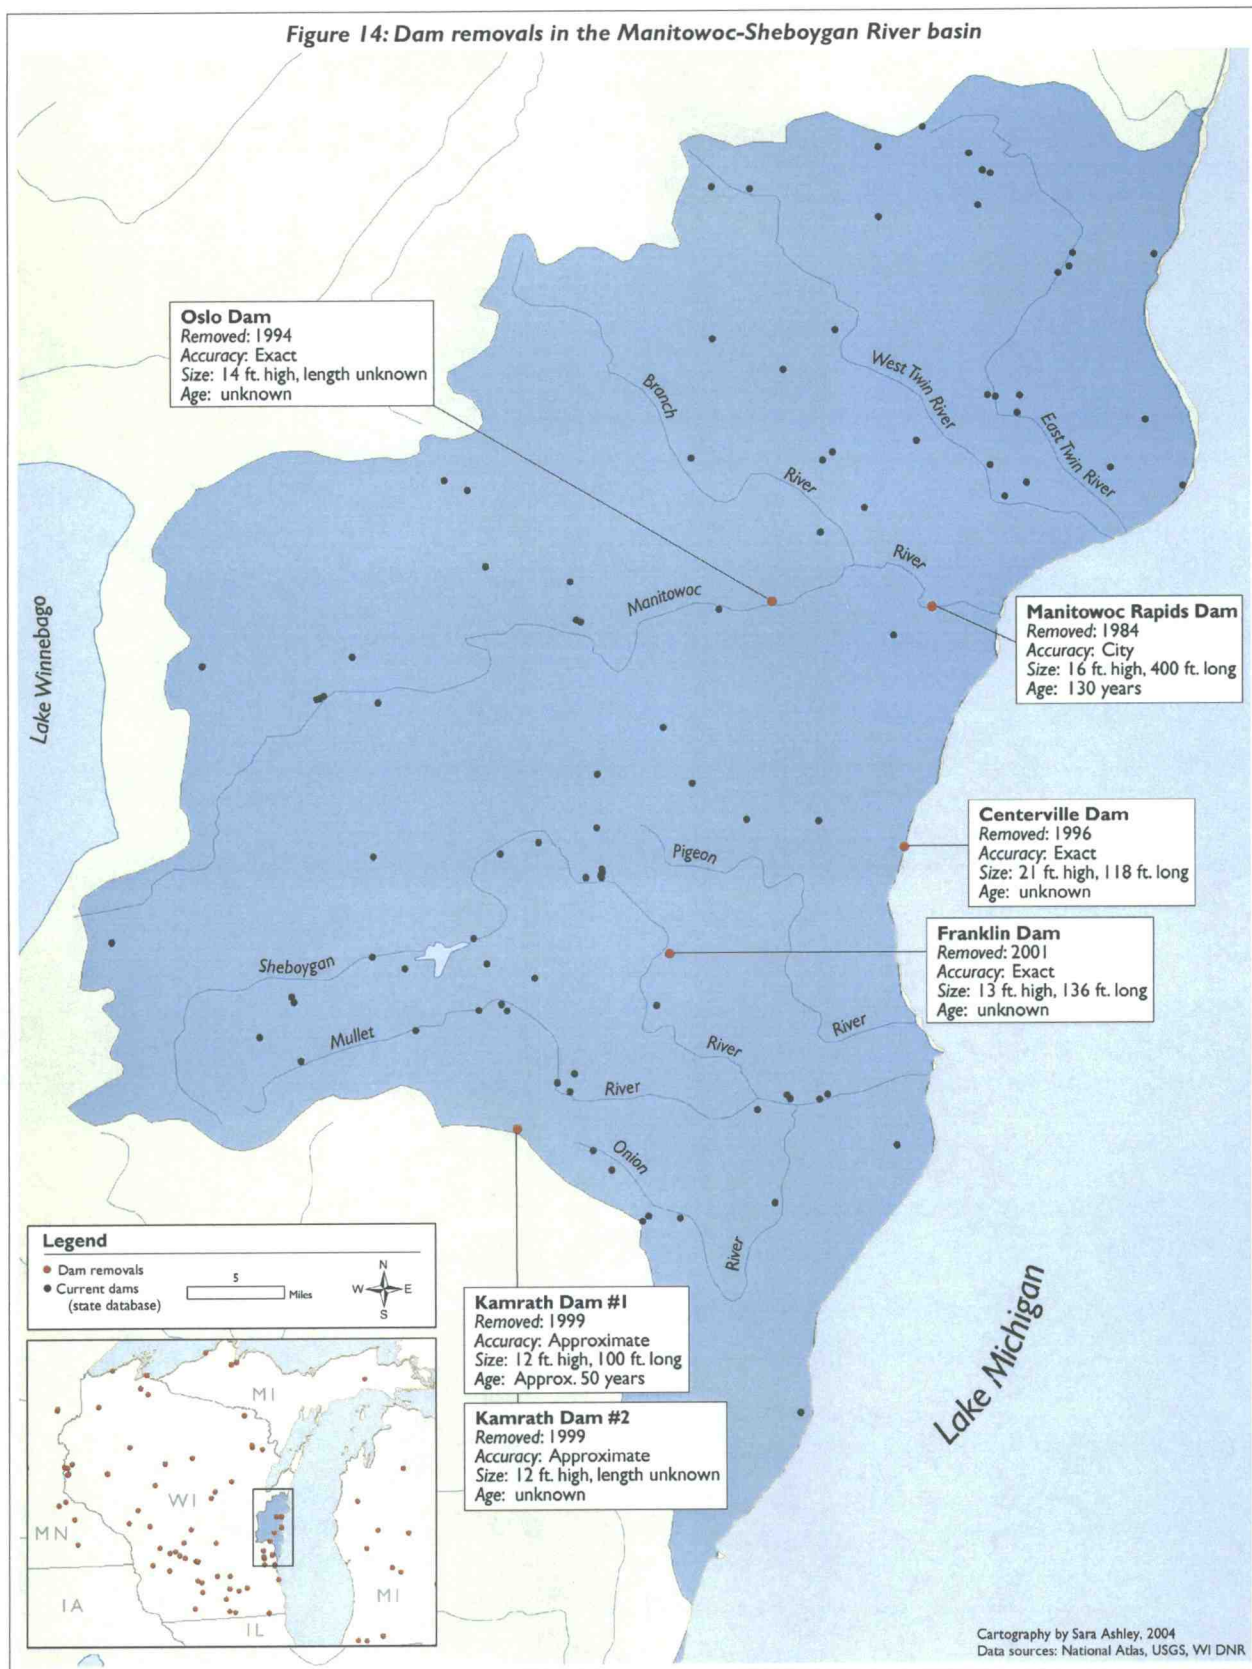 Figure 14: Dam removals in the Manitowoc-Sheboygan River basin
Oslo Dam
Removed: 1994
Accuracy: Exact
Size: 14 ft. high, length unknown
Age: unknown
Branch
River
West Twin River
East Twin River
River
Manitowoc
Lake Winnebago
Manitowoc Rapids Dam
Removed: 1984
Accuracy: City
Size: 16 ft. high, 400 ft. long
Age: 130 years
Centerville Dam
Removed: 1996
Accuracy: Exact
Size: 21 ft. high, 118 ft. long
Age: unknown
Pigeon
Franklin Dam
Removed: 2001
Accuracy: Exact
Size: 13 ft. high, 136 ft. long
Age: unknown
Sheboygan
Mullet
River
River
River
Onion
River
Legend
Dam removals
Current dams
(state database)
5
Miles
N
W
E
S
Kamrath Dam #1
Removed: 1999
Accuracy: Approximate
Size: 12 ft. high, 100 ft. long
Age: Approx. 50 years
Kamrath Dam #2
Removed: 1999
Accuracy: Approximate
Size: 12 ft. high, length unknown
Age: unknown
Lake Michigan
MI
WI
MN
IA
MI
IL
Cartography by Sara Ashley, 2004
Data sources: National Atlas, USGS, WI DNR